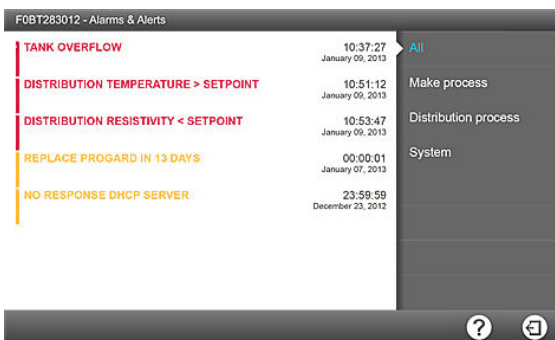 F0BT283012 - Alarms & Alerts
TANK OVERFLOW 10:37:27
January 09, 2013
DISTRIBUTION TEMPERATURE > SETPOINT 10:51:12
January 09, 2013
DISTRIBUTION RESISTIVITY < SETPOINT 10:53:47
January 09, 2013
REPLACE PROGARD IN 13 DAYS 00:00:01
January 07, 2013
NO RESPONSE DHCP SERVER 23:59:59
December 23, 2012
All
Make process
Distribution process
System
?